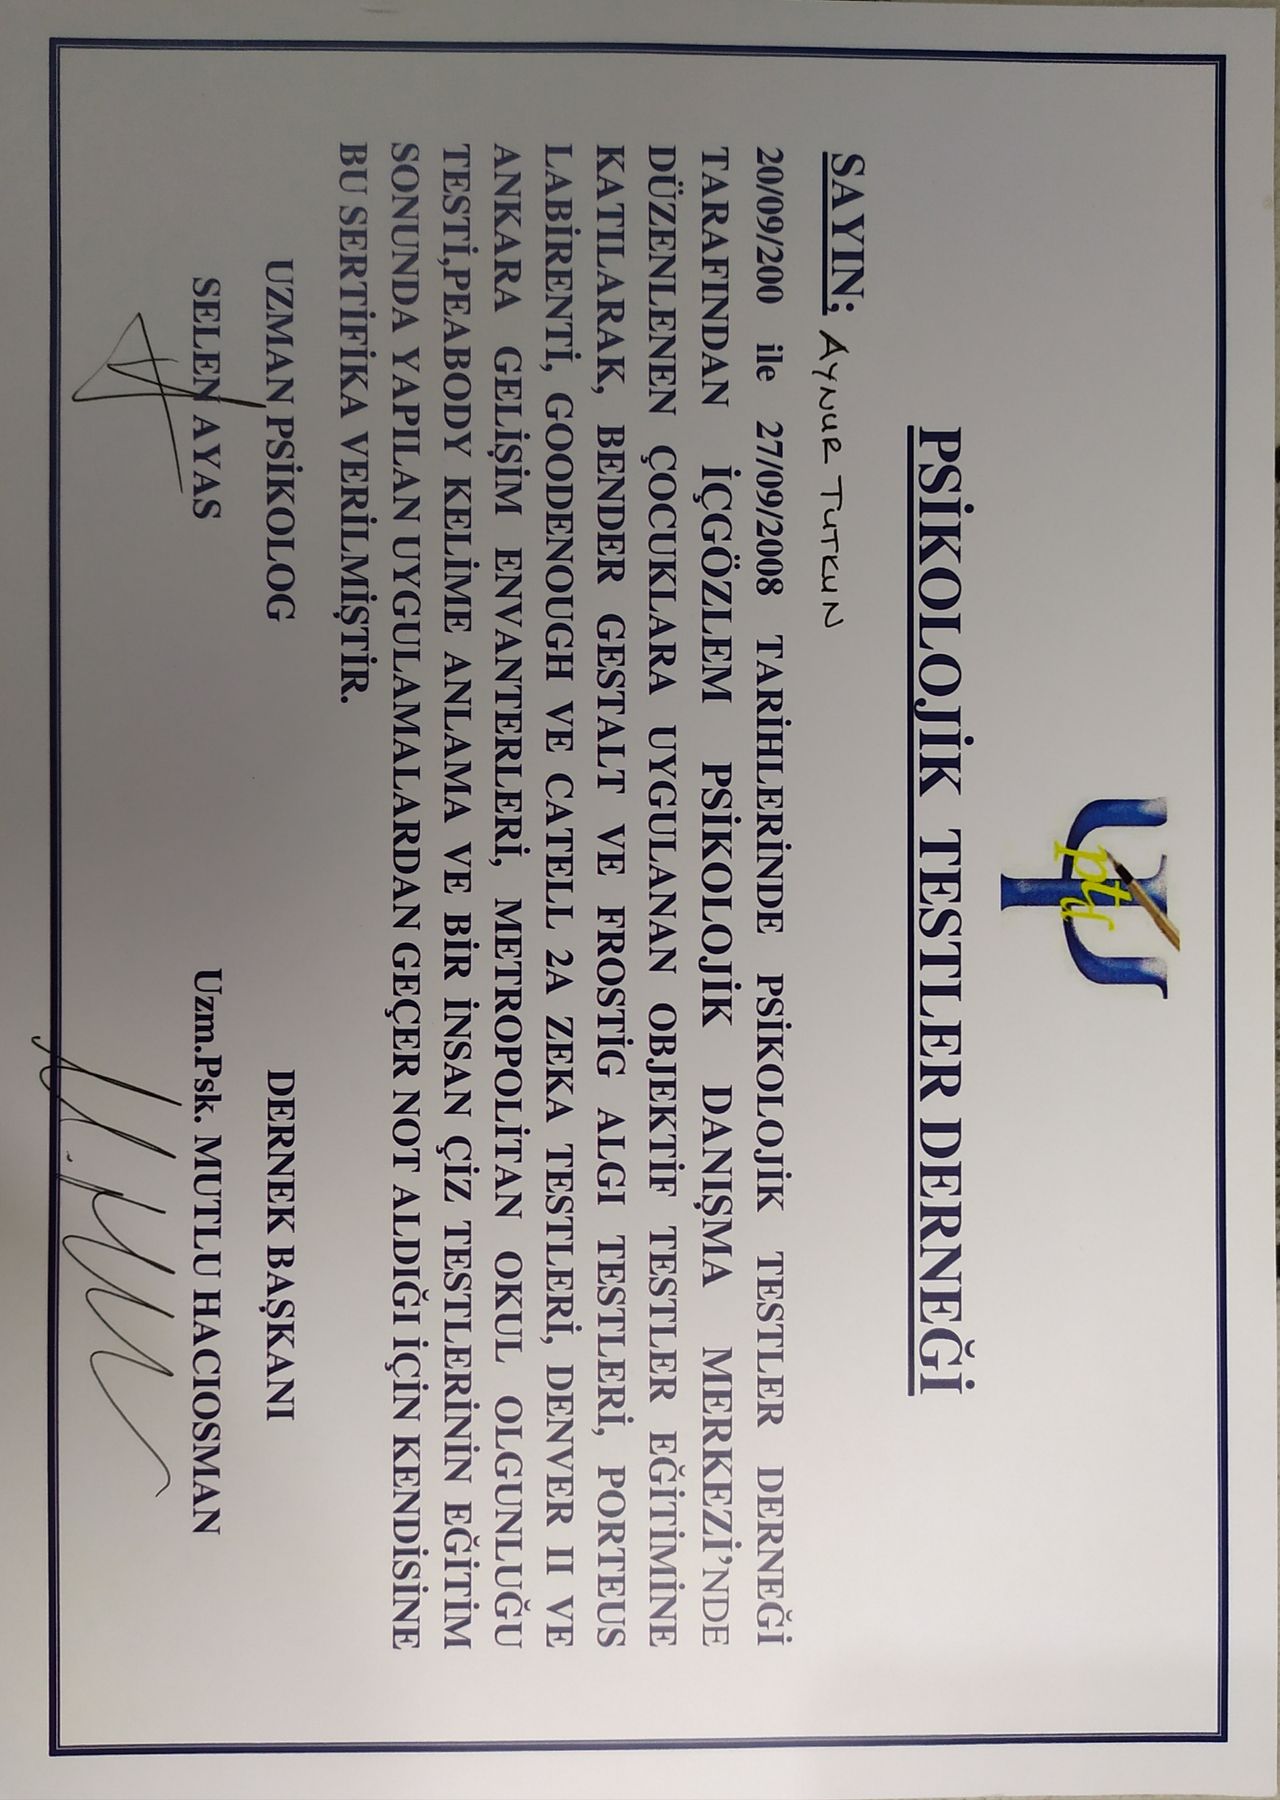 ptd
PSİKOLOJİK TESTLER DERNEĞİ
SAYIN; AYNUR TUTKUN
20/09/200 ile 27/09/2008 TARİHLERİNDE PSİKOLOJİK TESTLER DERNEĞİ
TARAFINDAN İÇGÖZLEM PSİKOLOJİK DANIŞMA MERKEZİ'NDE
DÜZENLENEN ÇOCUKLARA UYGULANAN OBJEKTİF TESTLER EĞİTİMİNE
KATILARAK, BENDER GESTALT VE FROSTİG ALGI TESTLERİ, PORTEUS
LABİRENTİ, GOODENOUGH VE CATELL 2A ZEKA TESTLERİ, DENVER II VE
ANKARA GELİŞİM ENVANTERLERİ, METROPOLİTAN OKUL OLGUNLUĞU
TESTİ,PEABODY KELİME ANLAMA VE BİR İNSAN ÇİZ TESTLERİNİN EĞİTİM
SONUNDA YAPILAN UYGULAMALARDAN GEÇER NOT ALDIĞI İÇİN KENDİSİNE
BU SERTİFİKA VERİLMİŞTİR.
UZMAN PSİKOLOG DERNEK BAŞKANI
SELEN AYAS Uzm.Psk. MUTLU HACIOSMAN